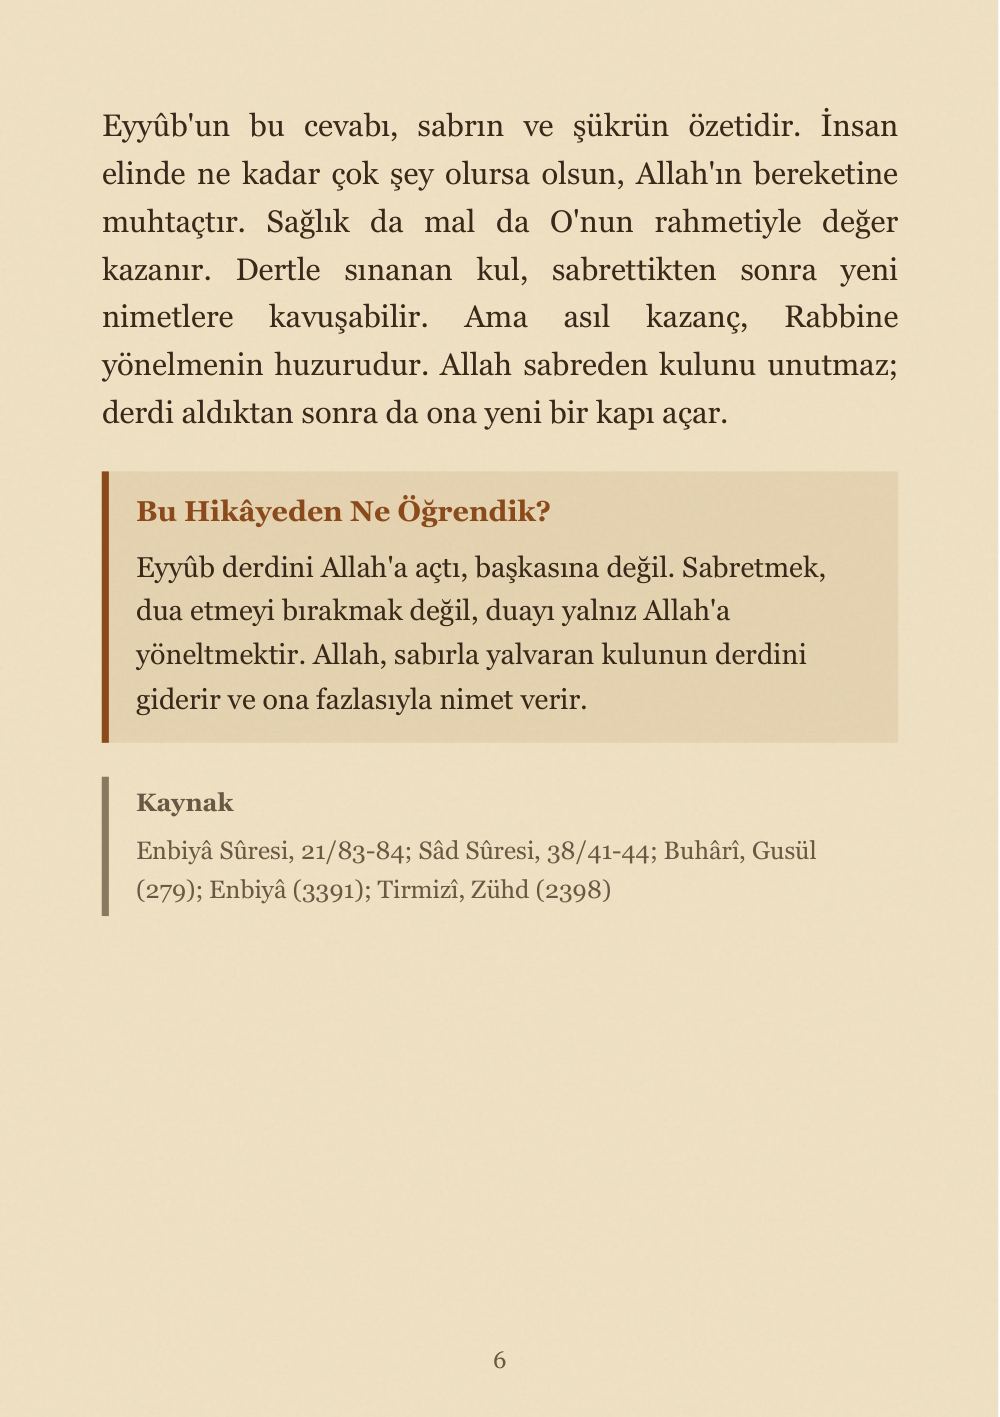 Eyyûb'un bu cevabı, sabrın ve şükrün özetidir. İnsan
elinde ne kadar çok şey olursa olsun, Allah'ın bereketine
muhtaçtır. Sağlık da mal da O'nun rahmetiyle değer
kazanır. Dertle sınanan kul, sabrettikten sonra yeni
nimetlere kavuşabilir. Ama asıl kazanç, Rabbine
yönelmenin huzurudur. Allah sabreden kulunu unutmaz;
derdi aldıktan sonra da ona yeni bir kapı açar.
Bu Hikâyeden Ne Öğrendik?
Eyyûb derdini Allah'a açtı, başkasına değil. Sabretmek,
dua etmeyi bırakmak değil, duayı yalnız Allah'a
yöneltmektir. Allah, sabırla yalvaran kulunun derdini
giderir ve ona fazlasıyla nimet verir.
Kaynak
Enbiyâ Sûresi, 21/83-84; Sâd Sûresi, 38/41-44; Buhârî, Gusül
(279); Enbiyâ (3391); Tirmizî, Zühd (2398)
6